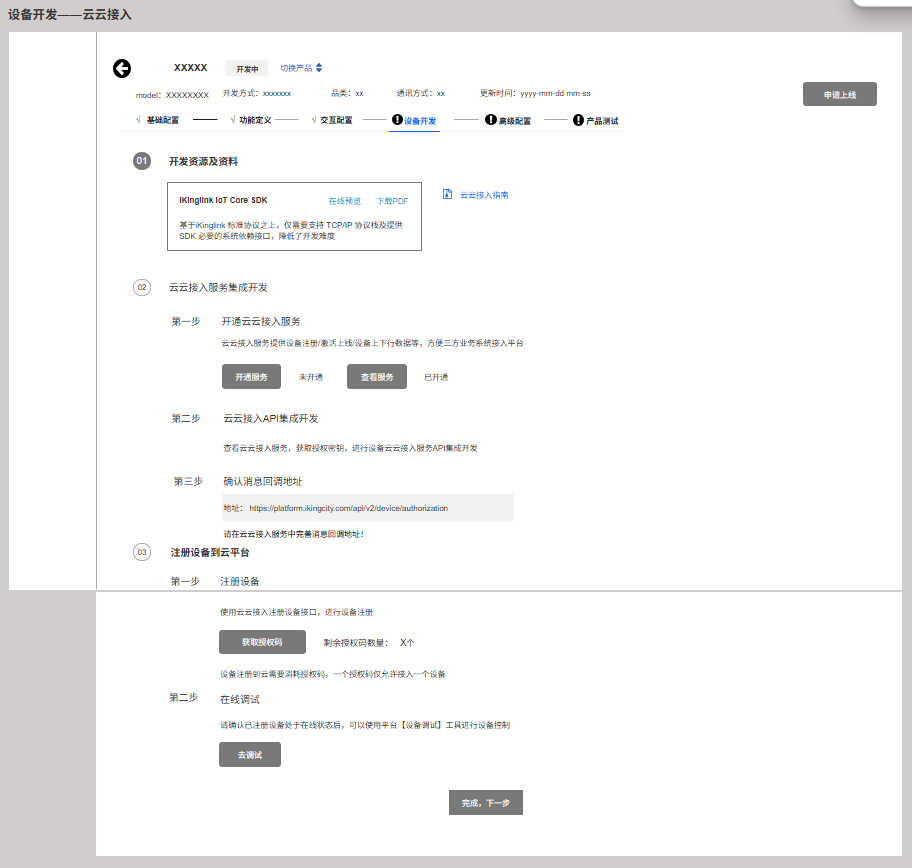 设备开发——云云接入
XXXXX 开发中 切换产品
model：XXXXXXXX 开发方式：xxxxxxx 品类：xx 通讯方式：xx 更新时间：yyyy-mm-dd mm-ss
申请上线
√ 基础配置 √ 功能定义 √ 交互配置 设备开发 高级配置 产品测试
01 开发资源及资料
iKinglink IoT Core SDK 在线预览 下载PDF
云云接入指南
基于iKinglink 标准协议之上，仅需要支持 TCP/IP 协议栈及提供
SDK 必要的系统依赖接口，降低了开发难度
02 云云接入服务集成开发
第一步 开通云云接入服务
云云接入服务提供设备注册/激活上线/设备上下行数据等，方便三方业务系统接入平台
开通服务 未开通 查看服务 已开通
第二步 云云接入API集成开发
查看云云接入服务，获取授权密钥，进行设备云云接入服务API集成开发
第三步 确认消息回调地址
地址： https://platform.ikingcity.com/api/v2/device/authorization
请在云云接入服务中完善消息回调地址！
03 注册设备到云平台
第一步 注册设备
使用云云接入注册设备接口，进行设备注册
获取授权码 剩余授权码数量： X个
设备注册到云需要消耗授权码，一个授权码仅允许接入一个设备
第二步 在线调试
请确认已注册设备处于在线状态后，可以使用平台【设备调试】工具进行设备控制
去调试
完成，下一步